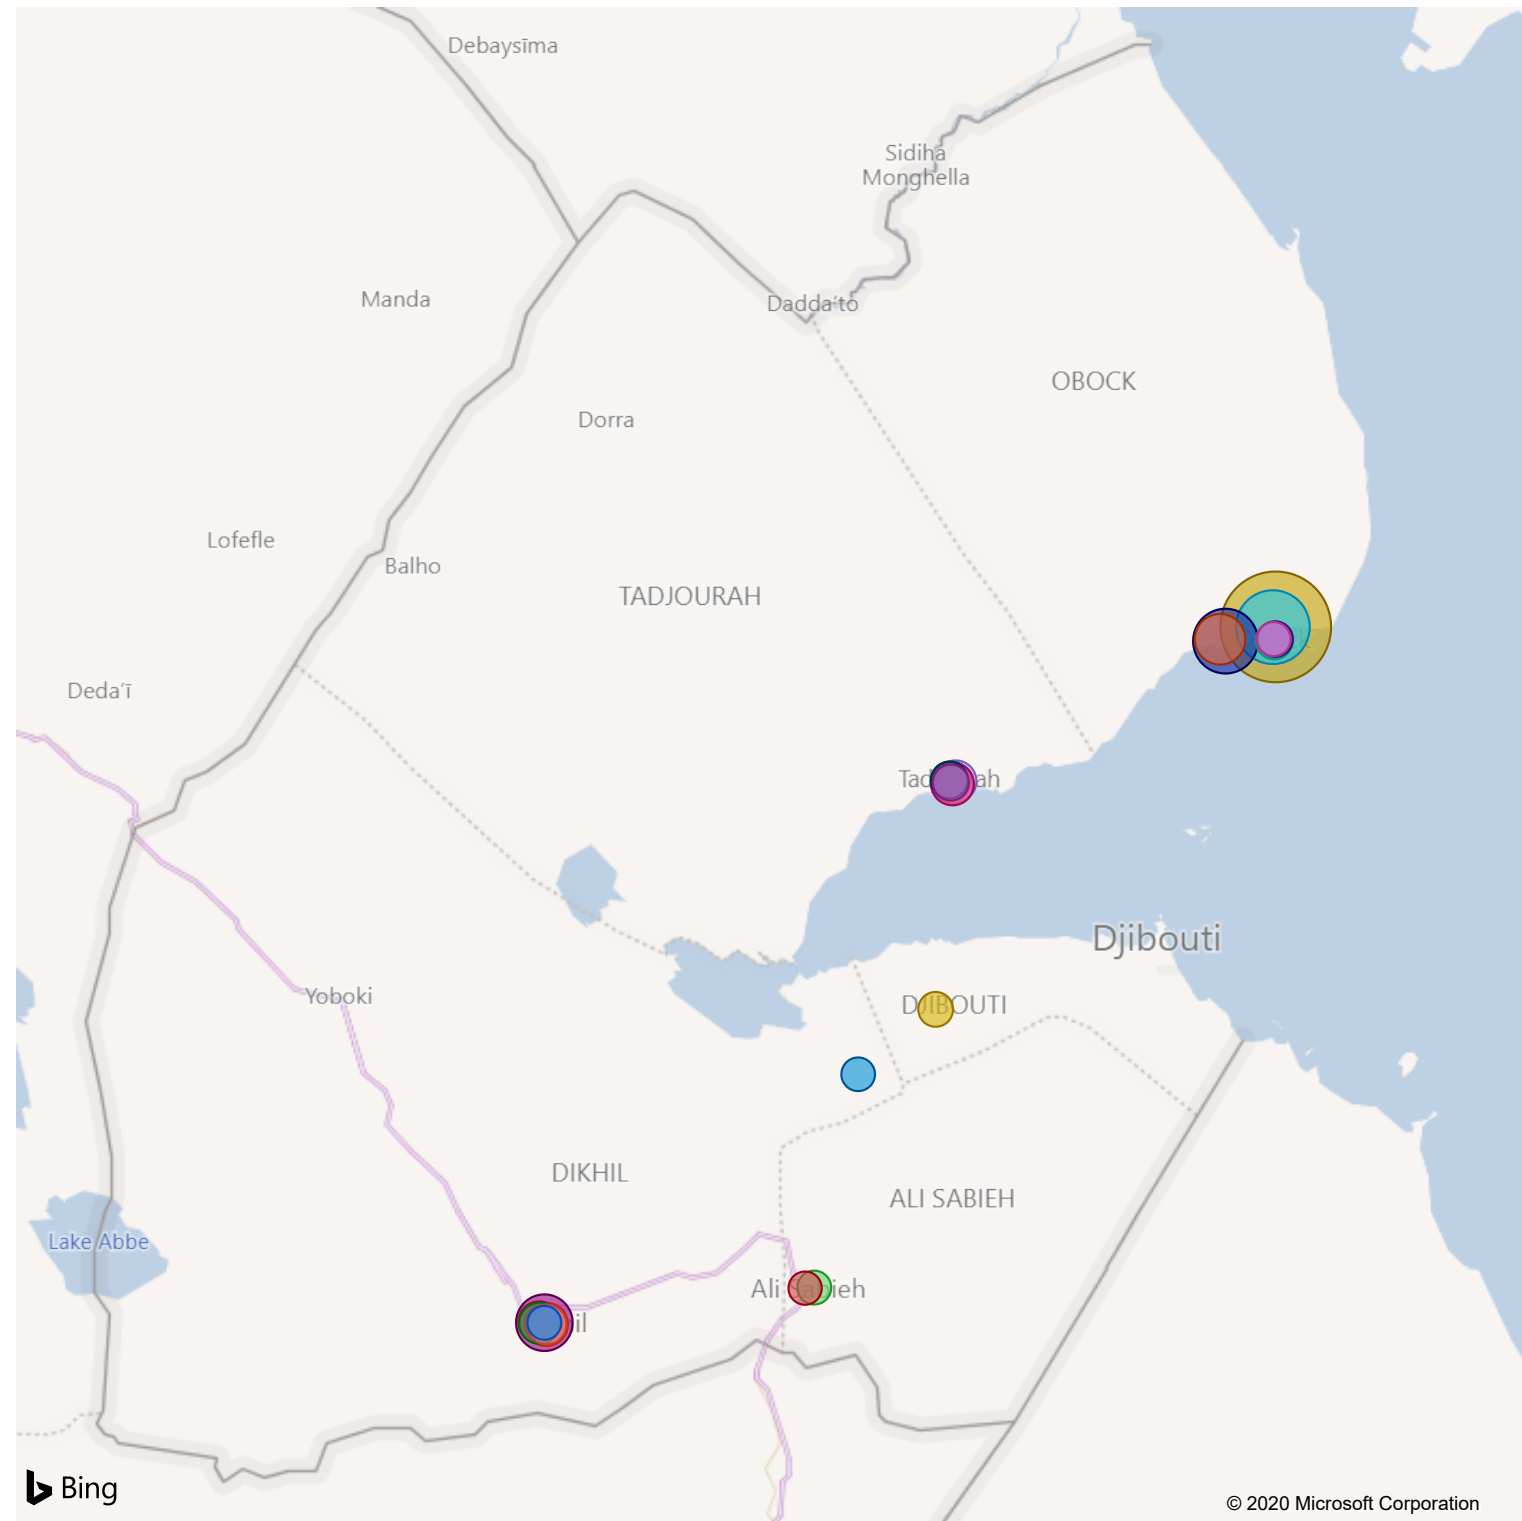 Debaysīma
Sidiha
Monghella
Manda
Dadda'to
OBOCK
Dorra
Lofefle
Balho
TADJOURAH
Deda'ī
Djibouti
Yoboki
DJIBOUTI
DIKHIL
ALI SABIEH
Lake Abbe
Bing
© 2020 Microsoft Corporation